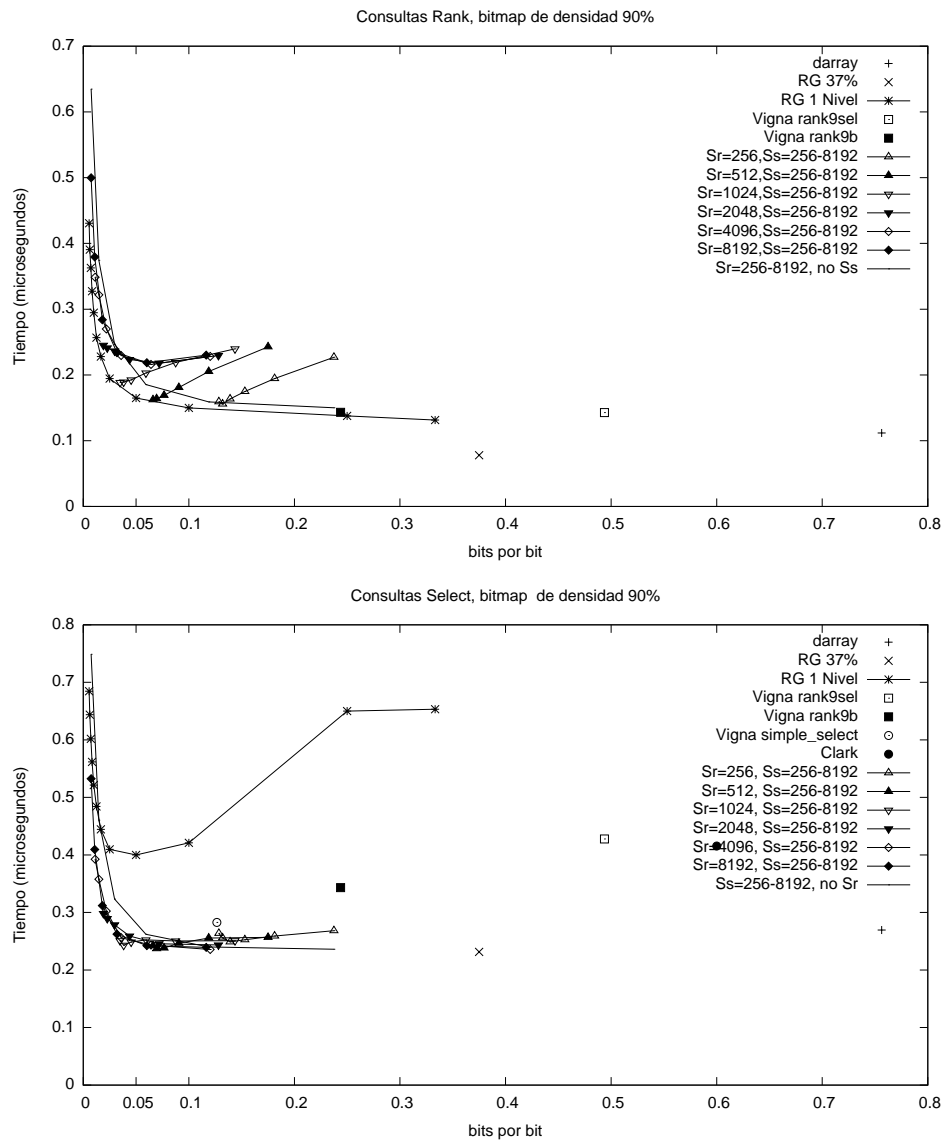 Consultas Rank, bitmap de densidad 90%
0.7
0.6
0.5
0.4
0.3
0.2
0.1
0
Tiempo (microsegundos)
darray
RG 37%
RG 1 Nivel
Vigna rank9sel
Vigna rank9b
Sr=256,Ss=256-8192
Sr=512,Ss=256-8192
Sr=1024,Ss=256-8192
Sr=2048,Ss=256-8192
Sr=4096,Ss=256-8192
Sr=8192,Ss=256-8192
Sr=256-8192, no Ss
0 0.05 0.1 0.2 0.3 0.4 0.5 0.6 0.7 0.8
bits por bit
Consultas Select, bitmap de densidad 90%
0.8
0.7
0.6
0.5
0.4
0.3
0.2
0.1
0
Tiempo (microsegundos)
darray
RG 37%
RG 1 Nivel
Vigna rank9sel
Vigna rank9b
Vigna simple_select
Clark
Sr=256, Ss=256-8192
Sr=512, Ss=256-8192
Sr=1024, Ss=256-8192
Sr=2048, Ss=256-8192
Sr=4096, Ss=256-8192
Sr=8192, Ss=256-8192
Ss=256-8192, no Sr
0 0.05 0.1 0.2 0.3 0.4 0.5 0.6 0.7 0.8
bits por bit